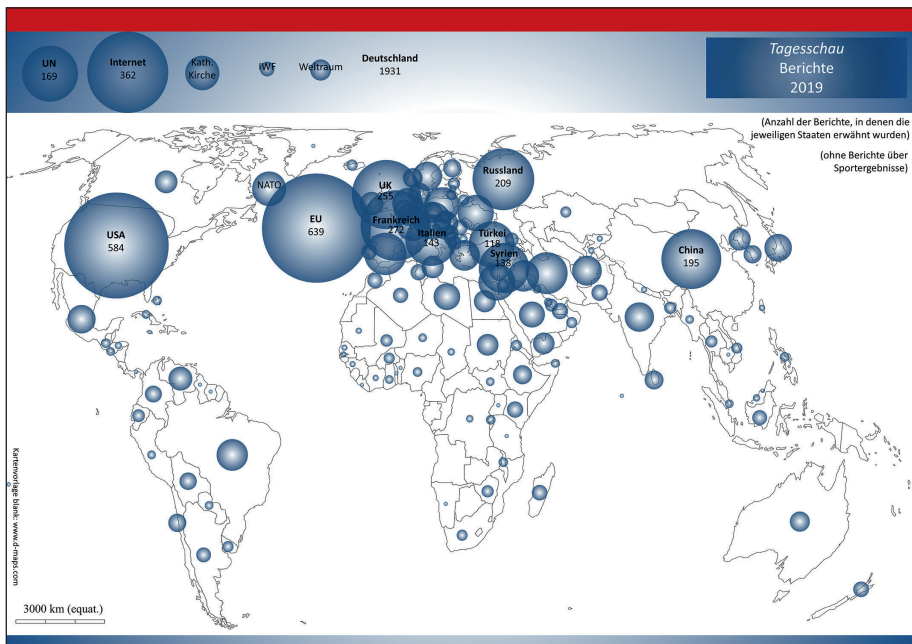 UN
169
Internet
362
Kath.
Kirche
IWF
Weltraum
Deutschland
1931
Tagesschau
Berichte
2019
(Anzahl der Berichte, in denen die
jeweiligen Staaten erwähnt wurden)
(ohne Berichte über
Sportergebnisse)
NATO
UK
255
Russland
209
USA
584
EU
639
Frankreich
272
Italien
143
Türkei
118
Syrien
138
China
195
Kartenvorlage blank: www.d-maps.com
3000 km (equat.)